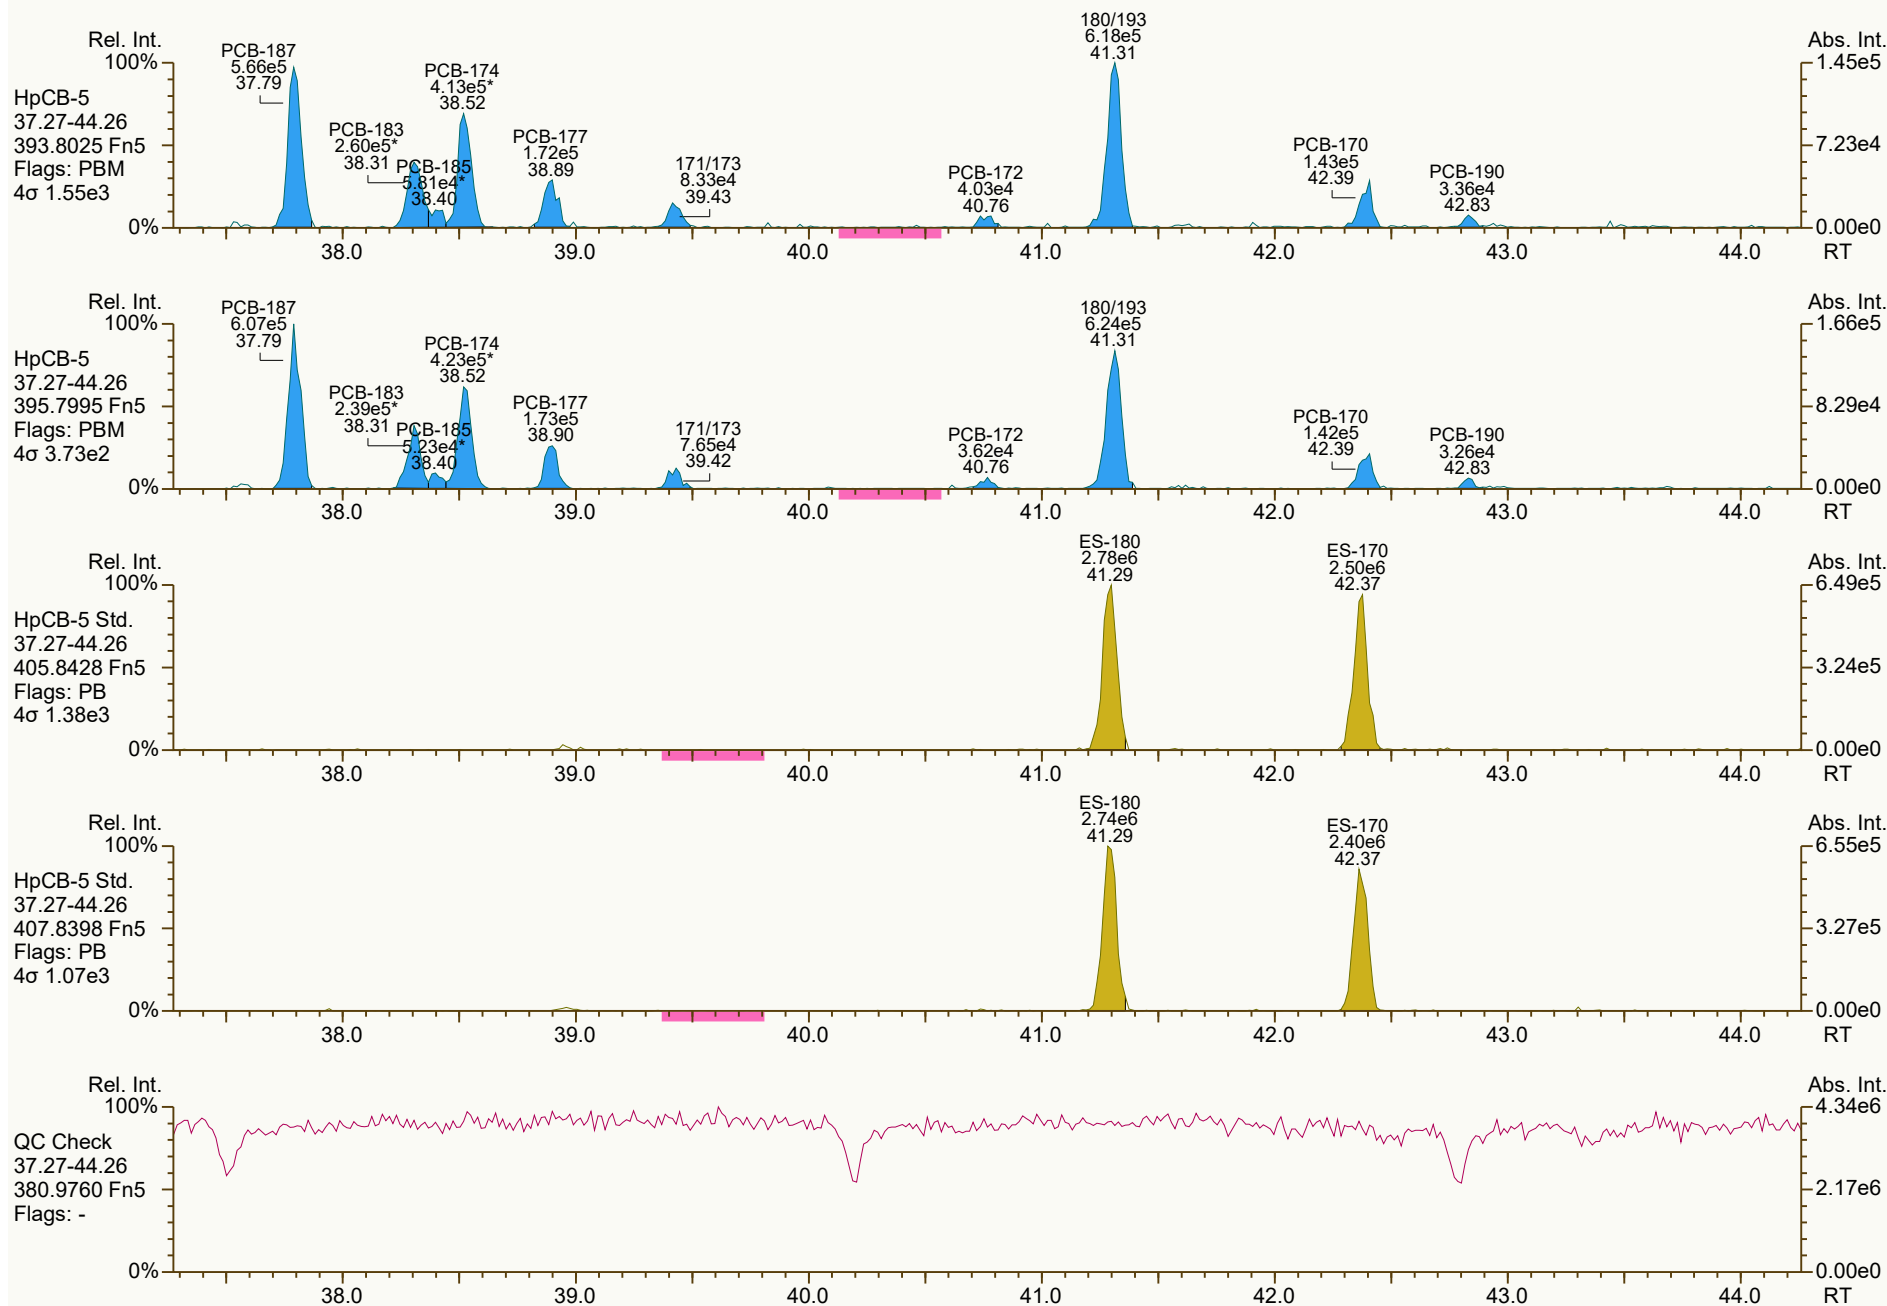 Rel. Int.
100%
50%
0%
HpCB-5
37.27-44.26
393.8025 Fn5
Flags: PBM
4σ 1.55e3
PCB-187
5.66e5
37.79
PCB-183
2.60e5*
38.31
PCB-185
5.81e4*
38.40
PCB-174
4.13e5*
38.52
PCB-177
1.72e5
38.89
171/173
8.33e4
39.43
PCB-172
4.03e4
40.76
180/193
6.18e5
41.31
PCB-170
1.43e5
42.39
PCB-190
3.36e4
42.83
Abs. Int.
1.45e5
7.23e4
0.00e0
38.0 39.0 40.0 41.0 42.0 43.0 44.0 RT
Rel. Int.
100%
0%
HpCB-5
37.27-44.26
395.7995 Fn5
Flags: PBM
4σ 3.73e2
PCB-187
6.07e5
37.79
PCB-183
2.39e5*
38.31
PCB-185
5.23e4*
38.40
PCB-174
4.23e5*
38.52
PCB-177
1.73e5
38.90
171/173
7.65e4
39.42
PCB-172
3.62e4
40.76
180/193
6.24e5
41.31
PCB-170
1.42e5
42.39
PCB-190
3.26e4
42.83
Abs. Int.
1.66e5
8.29e4
0.00e0
38.0 39.0 40.0 41.0 42.0 43.0 44.0 RT
Rel. Int.
100%
0%
HpCB-5 Std.
37.27-44.26
405.8428 Fn5
Flags: PB
4σ 1.38e3
ES-180
2.78e6
41.29
ES-170
2.50e6
42.37
Abs. Int.
6.49e5
3.24e5
0.00e0
38.0 39.0 40.0 41.0 42.0 43.0 44.0 RT
Rel. Int.
100%
0%
HpCB-5 Std.
37.27-44.26
407.8398 Fn5
Flags: PB
4σ 1.07e3
ES-180
2.74e6
41.29
ES-170
2.40e6
42.37
Abs. Int.
6.55e5
3.27e5
0.00e0
38.0 39.0 40.0 41.0 42.0 43.0 44.0 RT
Rel. Int.
100%
0%
QC Check
37.27-44.26
380.9760 Fn5
Flags: -
Abs. Int.
4.34e6
2.17e6
0.00e0
38.0 39.0 40.0 41.0 42.0 43.0 44.0 RT